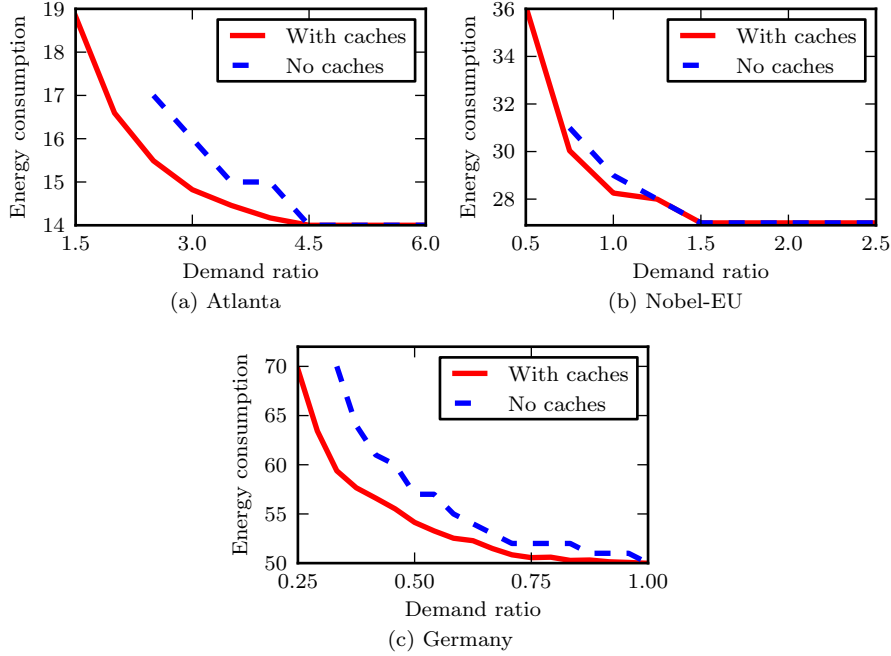 19
18
17
16
15
14
Energy consumption
With caches
No caches
1.5 3.0 4.5 6.0
Demand ratio
(a) Atlanta
36
34
32
30
28
Energy consumption
With caches
No caches
0.5 1.0 1.5 2.0 2.5
Demand ratio
(b) Nobel-EU
70
65
60
55
50
Energy consumption
With caches
No caches
0.25 0.50 0.75 1.00
Demand ratio
(c) Germany